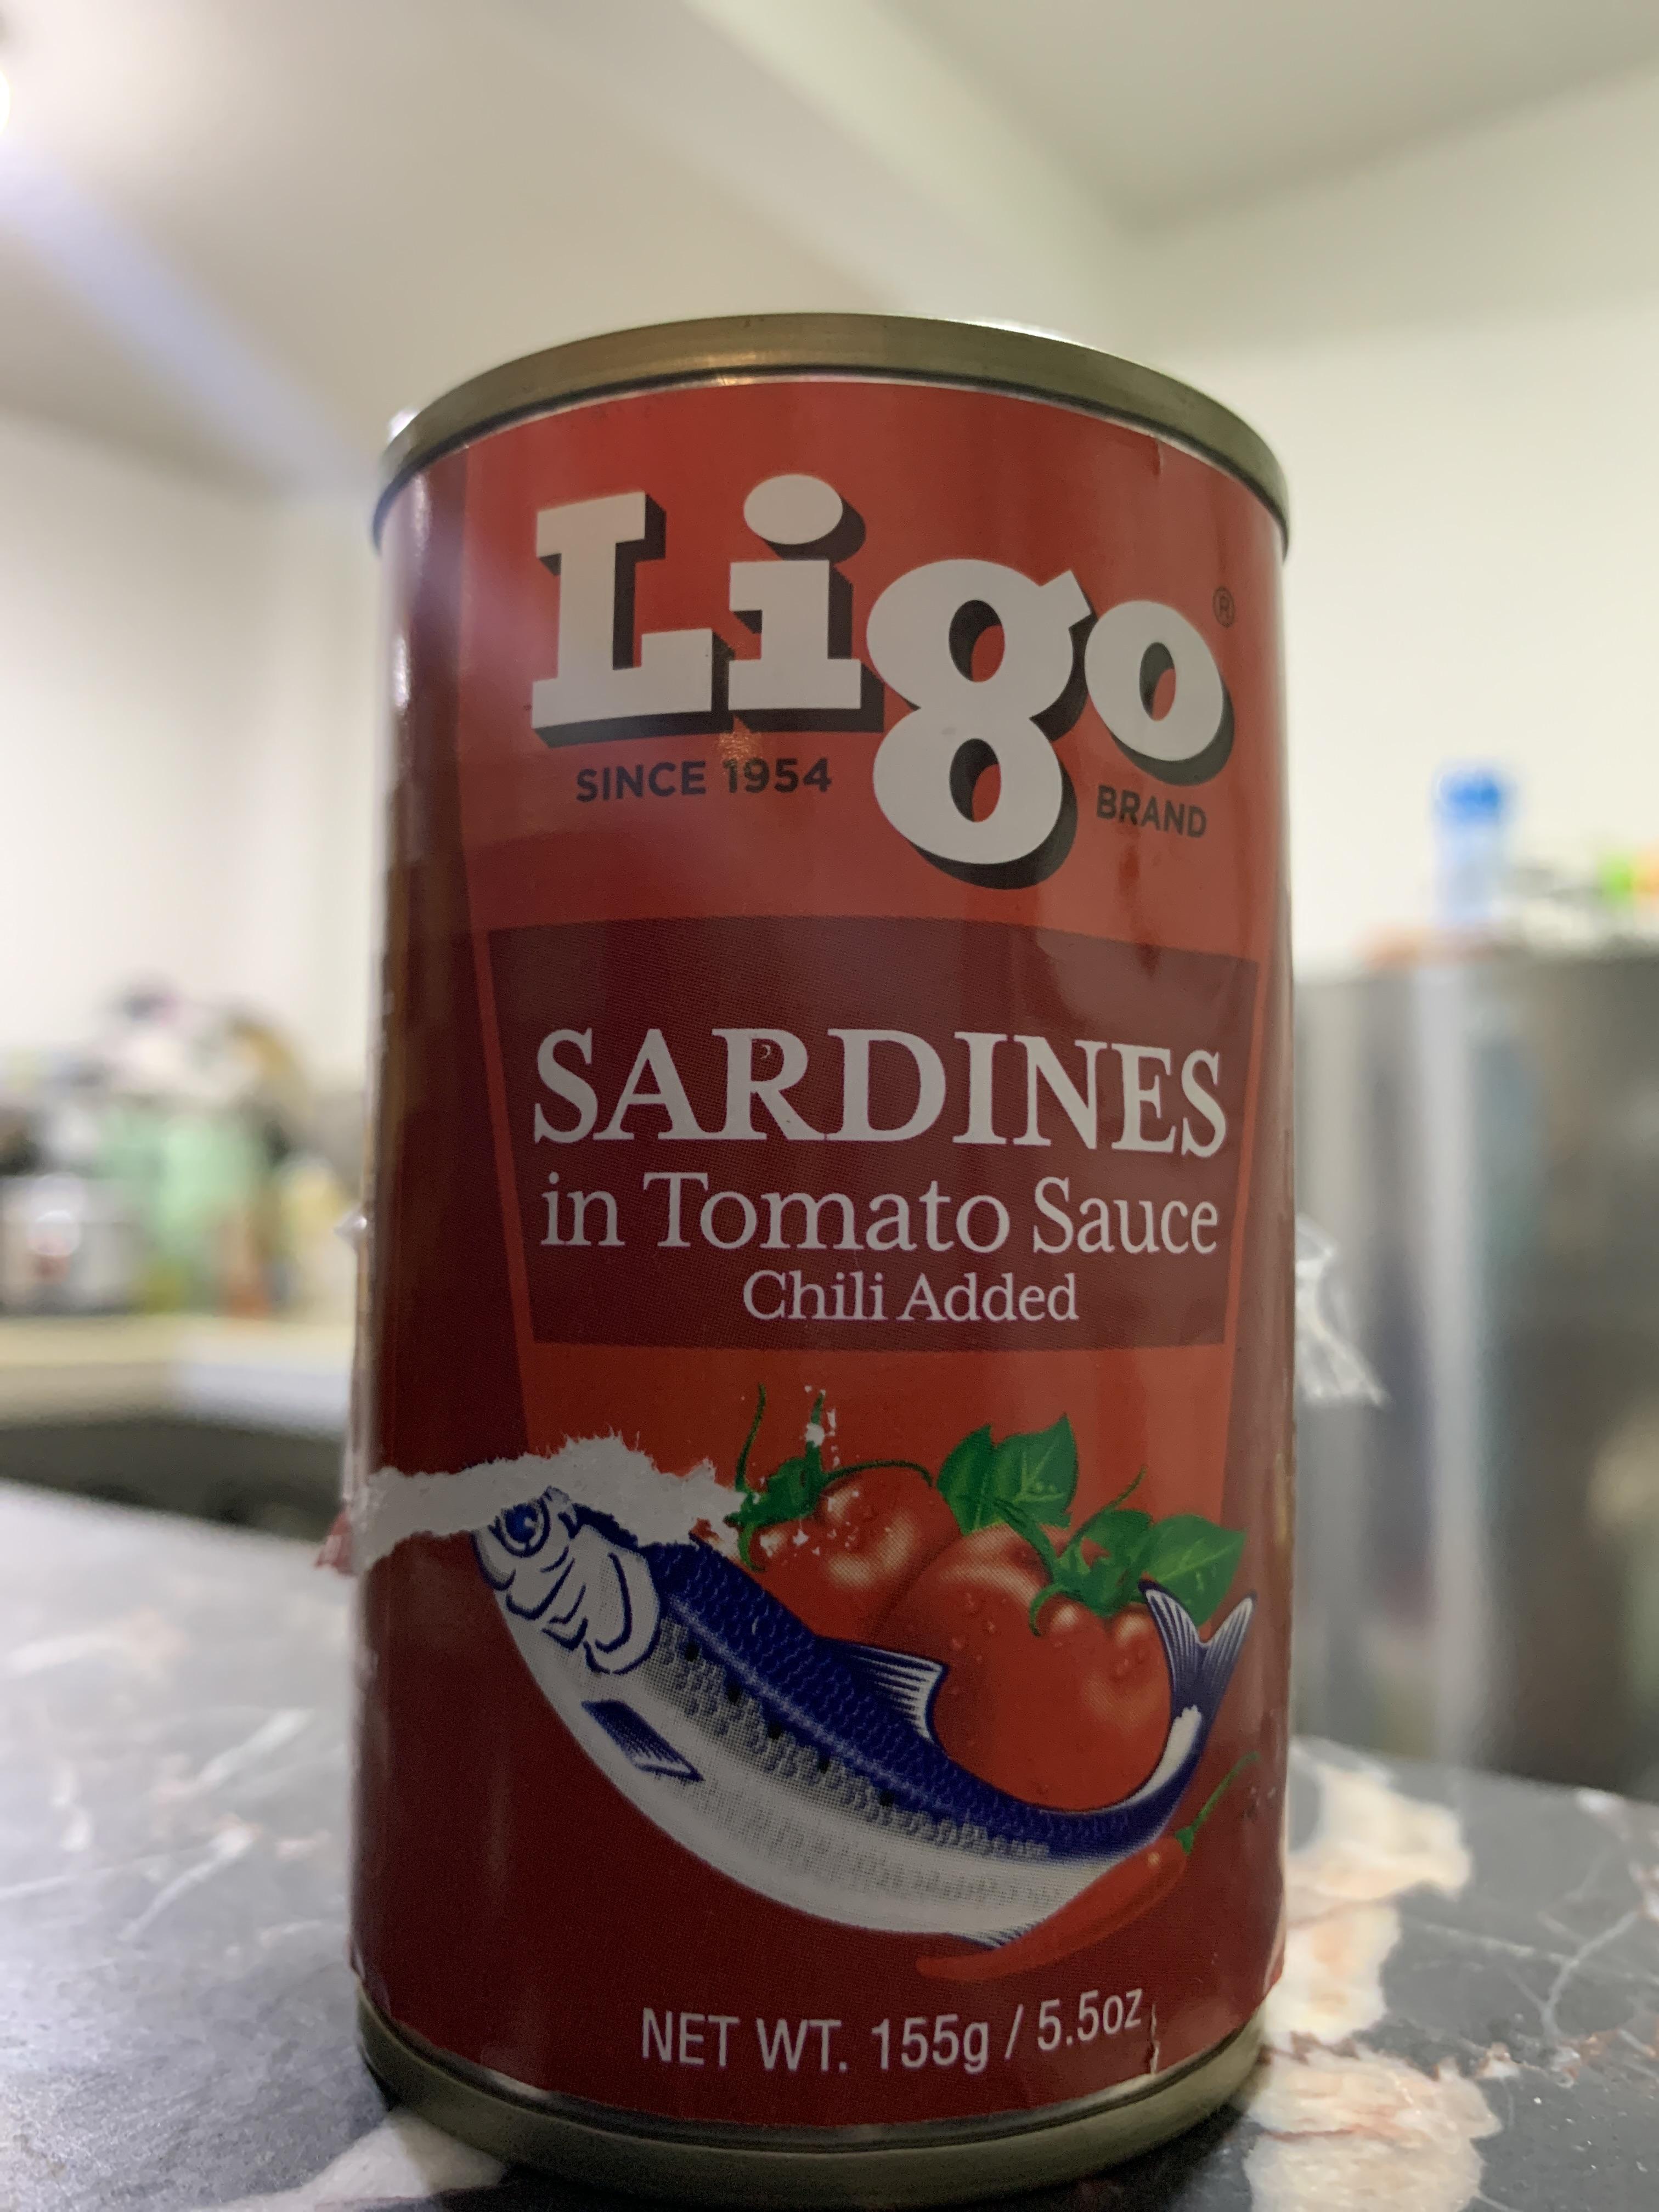 Ligo®
SINCE 1954
BRAND
SARDINES
in Tomato Sauce
Chili Added
NET WT. 155g / 5.5oz